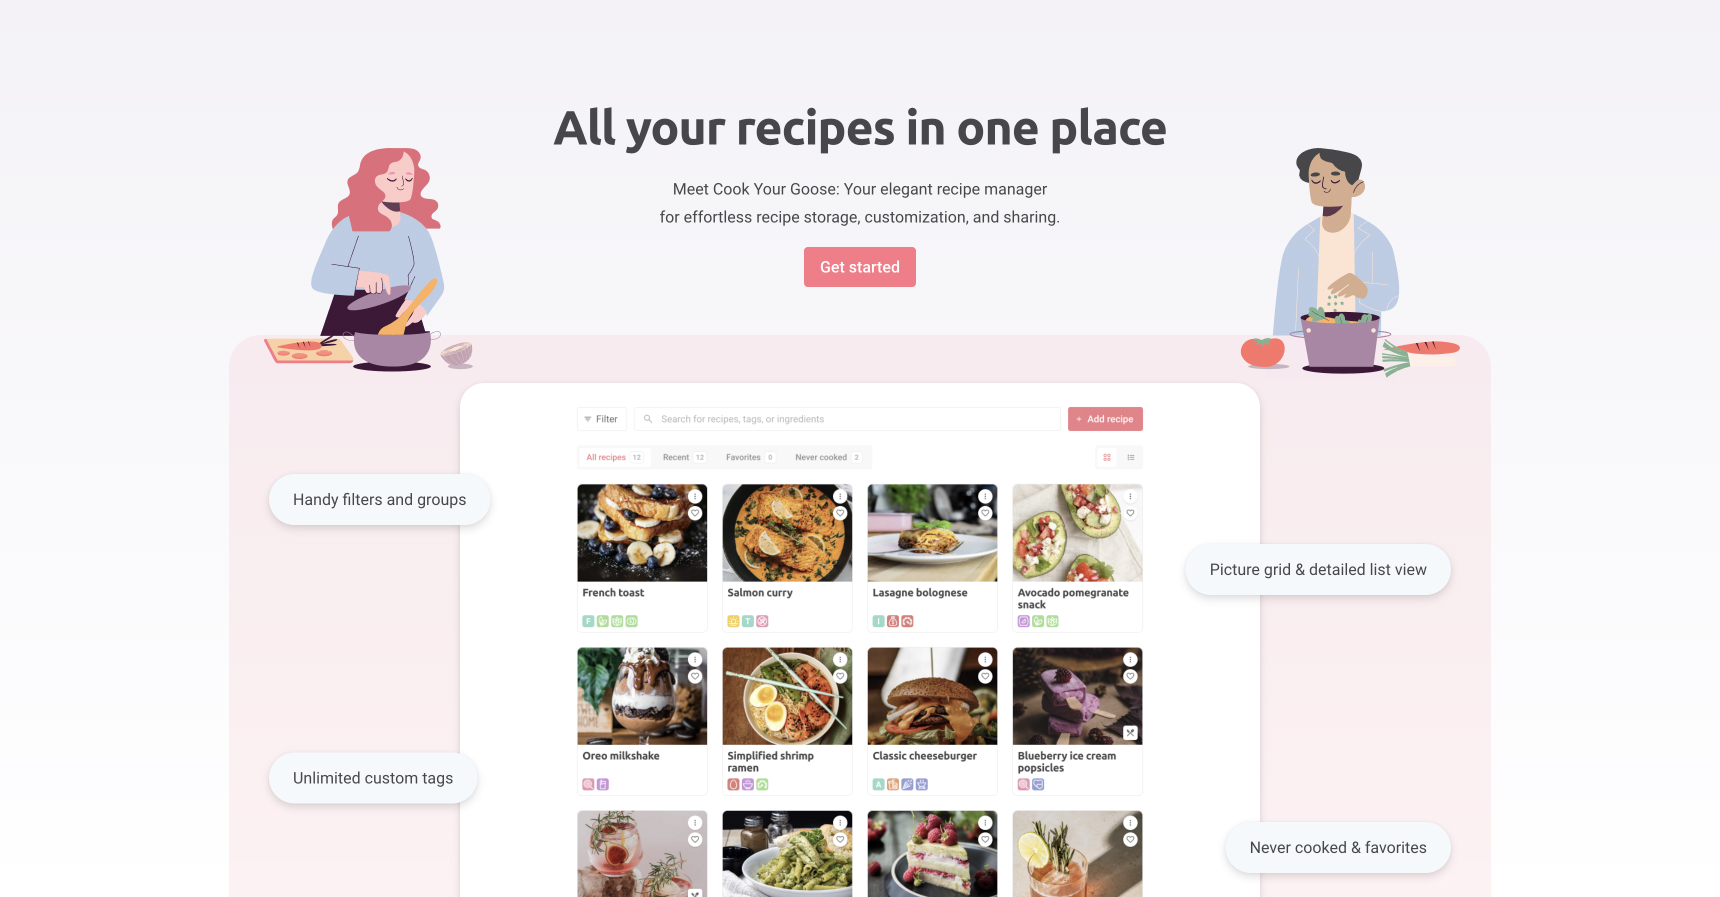 All your recipes in one place
Meet Cook Your Goose: Your elegant recipe manager
for effortless recipe storage, customization, and sharing.
Get started
Filter
Search for recipes, tags, or ingredients
+ Add recipe
All recipes 12
Recent 12
Favorites 0
Never cooked 2
Handy filters and groups
Picture grid & detailed list view
French toast
F
Salmon curry
T
Lasagne bolognese
I
Avocado pomegranate
snack
Unlimited custom tags
Oreo milkshake
Simplified shrimp
ramen
Classic cheeseburger
A
Blueberry ice cream
popsicles
Never cooked & favorites